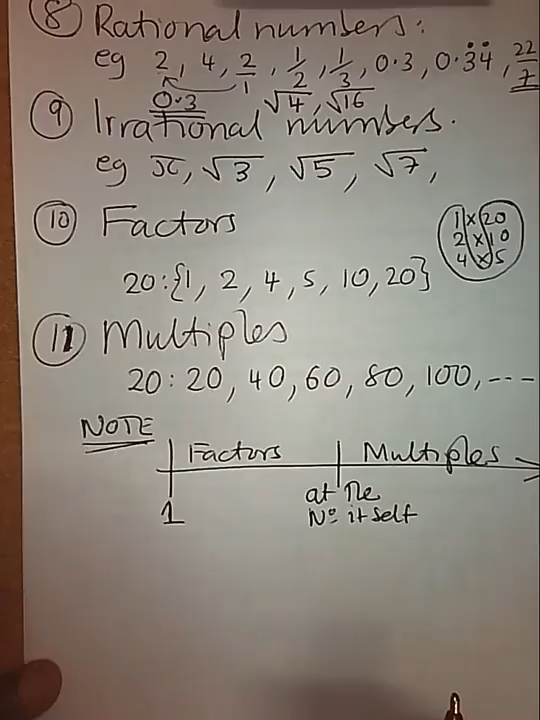 ⑧ Rational numbers:
eg 2, 4, 2/1, 1/2, 1/3, 0.3, 0.3̇4̇, 22/7
0.3 √4, √16
⑨ Irrational numbers.
eg π, √3, √5, √7,
⑩ Factors
1 x 20
2 x 10
4 x 5
20:{1, 2, 4, 5, 10, 20}
⑪ Multiples
20: 20, 40, 60, 80, 100, ---
NOTE
Factors Multiples
1 at the
Nº itself